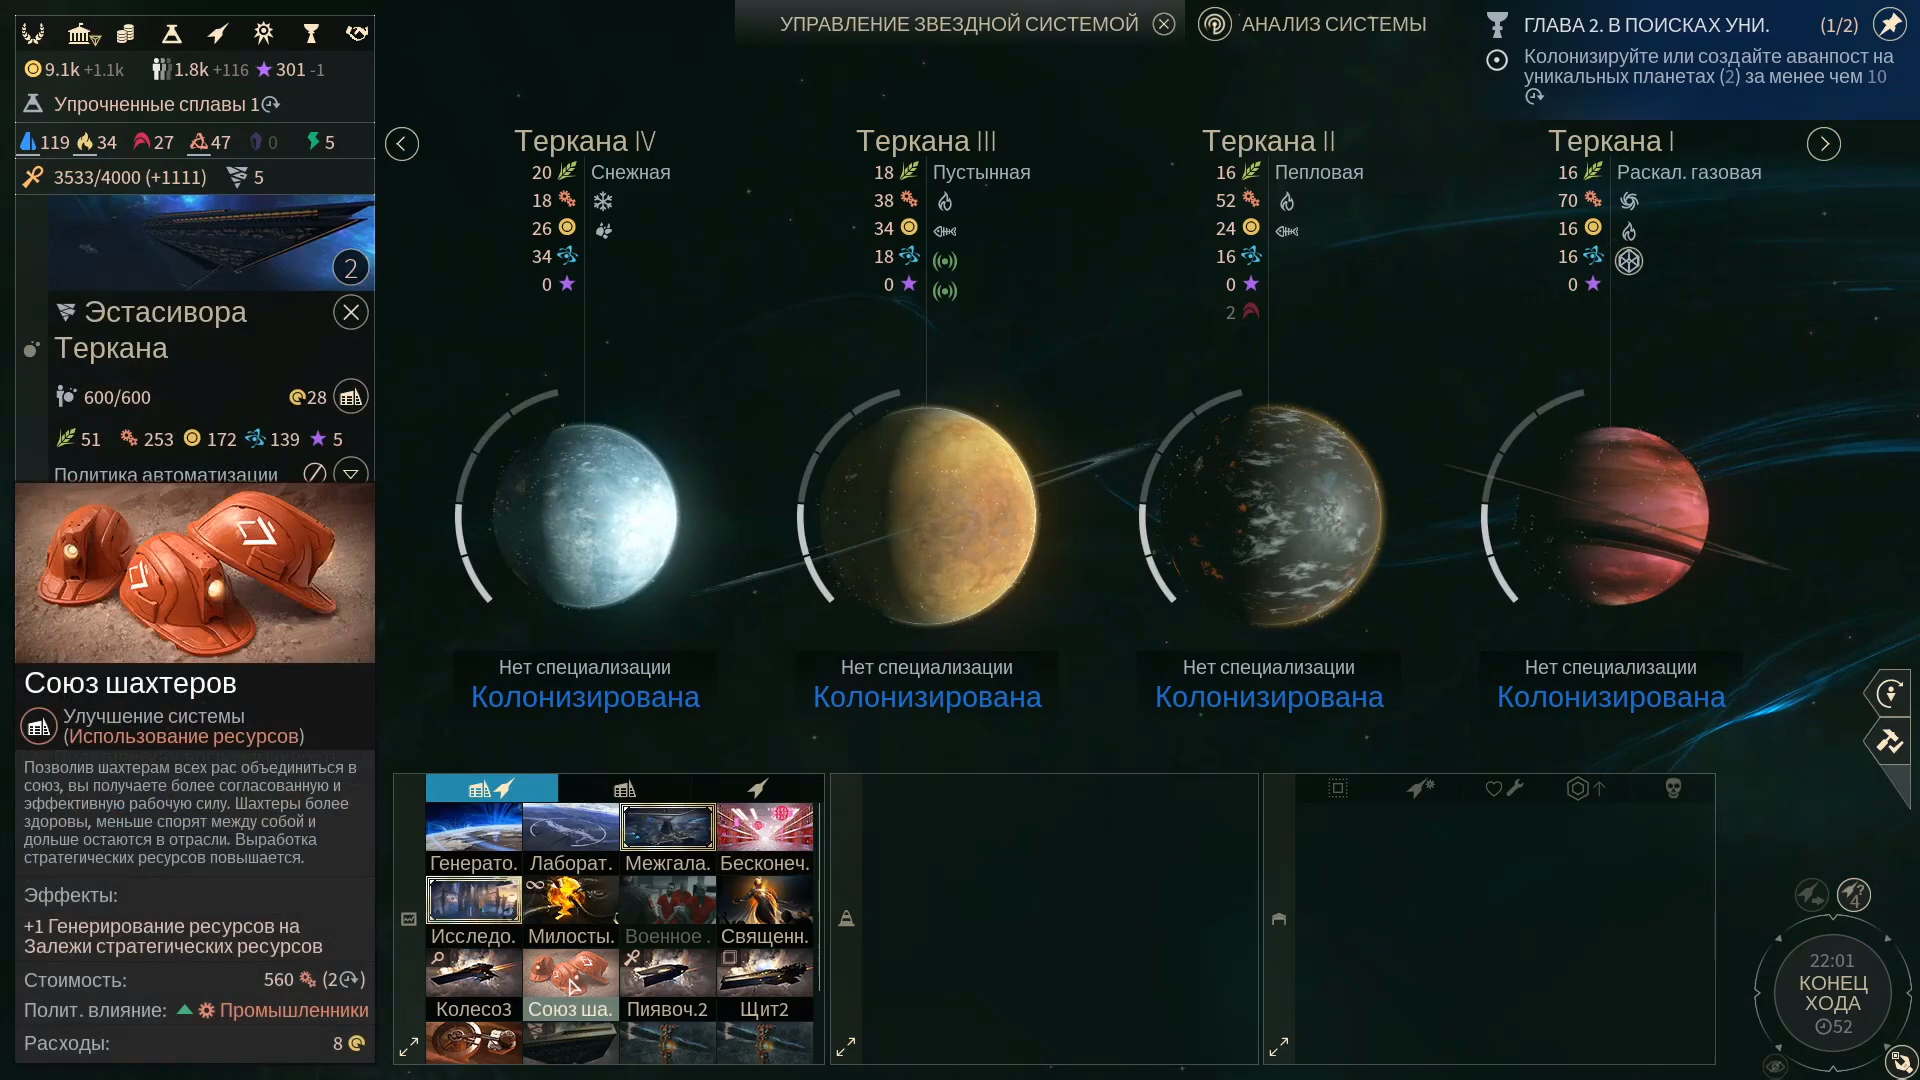 УПРАВЛЕНИЕ ЗВЕЗДНОЙ СИСТЕМОЙ
АНАЛИЗ СИСТЕМЫ
ГЛАВА 2. В ПОИСКАХ УНИ. (1/2)
Колонизируйте или создайте аванпост на
уникальных планетах (2) за менее чем 10
9.1k +1.1k 1.8k +116 301 -1
Упрочненные сплавы 1
119 34 27 47 0 5
3533/4000 (+1111) 5
2
Эстасивора
Теркана
600/600 28
51 253 172 139 5
Политика автоматизации
Союз шахтеров
Улучшение системы
(Использование ресурсов)
Позволив шахтерам всех рас объединиться в
союз, вы получаете более согласованную и
эффективную рабочую силу. Шахтеры более
здоровы, меньше спорят между собой и
дольше остаются в отрасли. Выработка
стратегических ресурсов повышается.
Эффекты:
+1 Генерирование ресурсов на
Залежи стратегических ресурсов
Стоимость: 560 (2)
Полит. влияние: Промышленники
Расходы: 8
Теркана IV
20 Снежная
18
26
34
0
Теркана III
18 Пустынная
38
34
18
0
Теркана II
16 Пепловая
52
24
16
0
2
Теркана I
16 Раскал. газовая
70
16
16
0
Нет специализации
Колонизирована
Нет специализации
Колонизирована
Нет специализации
Колонизирована
Нет специализации
Колонизирована
Генерато. Лаборат. Межгала. Бесконеч.
Исследо. Милосты. Военное . Священн.
Колесо3 Союз ша. Пиявоч.2 Щит2
4
22:01
КОНЕЦ
ХОДА
52